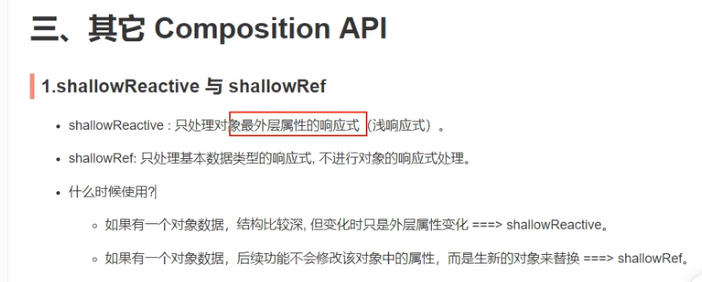 三、其它 Composition API
1.shallowReactive 与 shallowRef
shallowReactive : 只处理对象最外层属性的响应式（浅响应式）。
shallowRef: 只处理基本数据类型的响应式, 不进行对象的响应式处理。
什么时候使用?
如果有一个对象数据，结构比较深, 但变化时只是外层属性变化 ===> shallowReactive。
如果有一个对象数据，后续功能不会修改该对象中的属性，而是生新的对象来替换 ===> shallowRef。